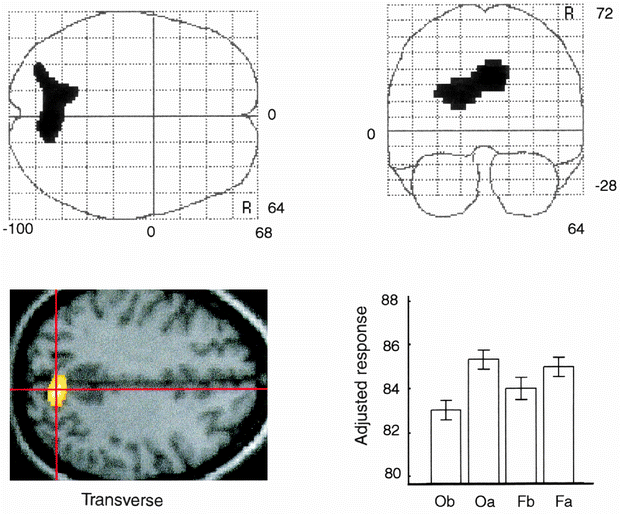 R
72
0
0
R
64
-28
-100
0
68
64
Transverse
Adjusted response
88
86
84
82
80
Ob Oa Fb Fa